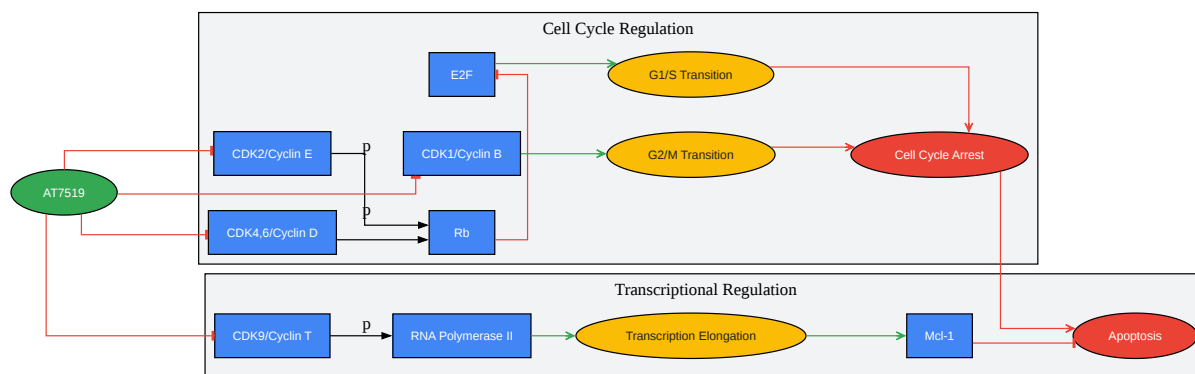 Cell Cycle Regulation
E2F
G1/S Transition
CDK2/Cyclin E
p
CDK1/Cyclin B
G2/M Transition
Cell Cycle Arrest
AT7519
p
CDK4,6/Cyclin D
Rb
Transcriptional Regulation
CDK9/Cyclin T
p
RNA Polymerase II
Transcription Elongation
Mcl-1
Apoptosis